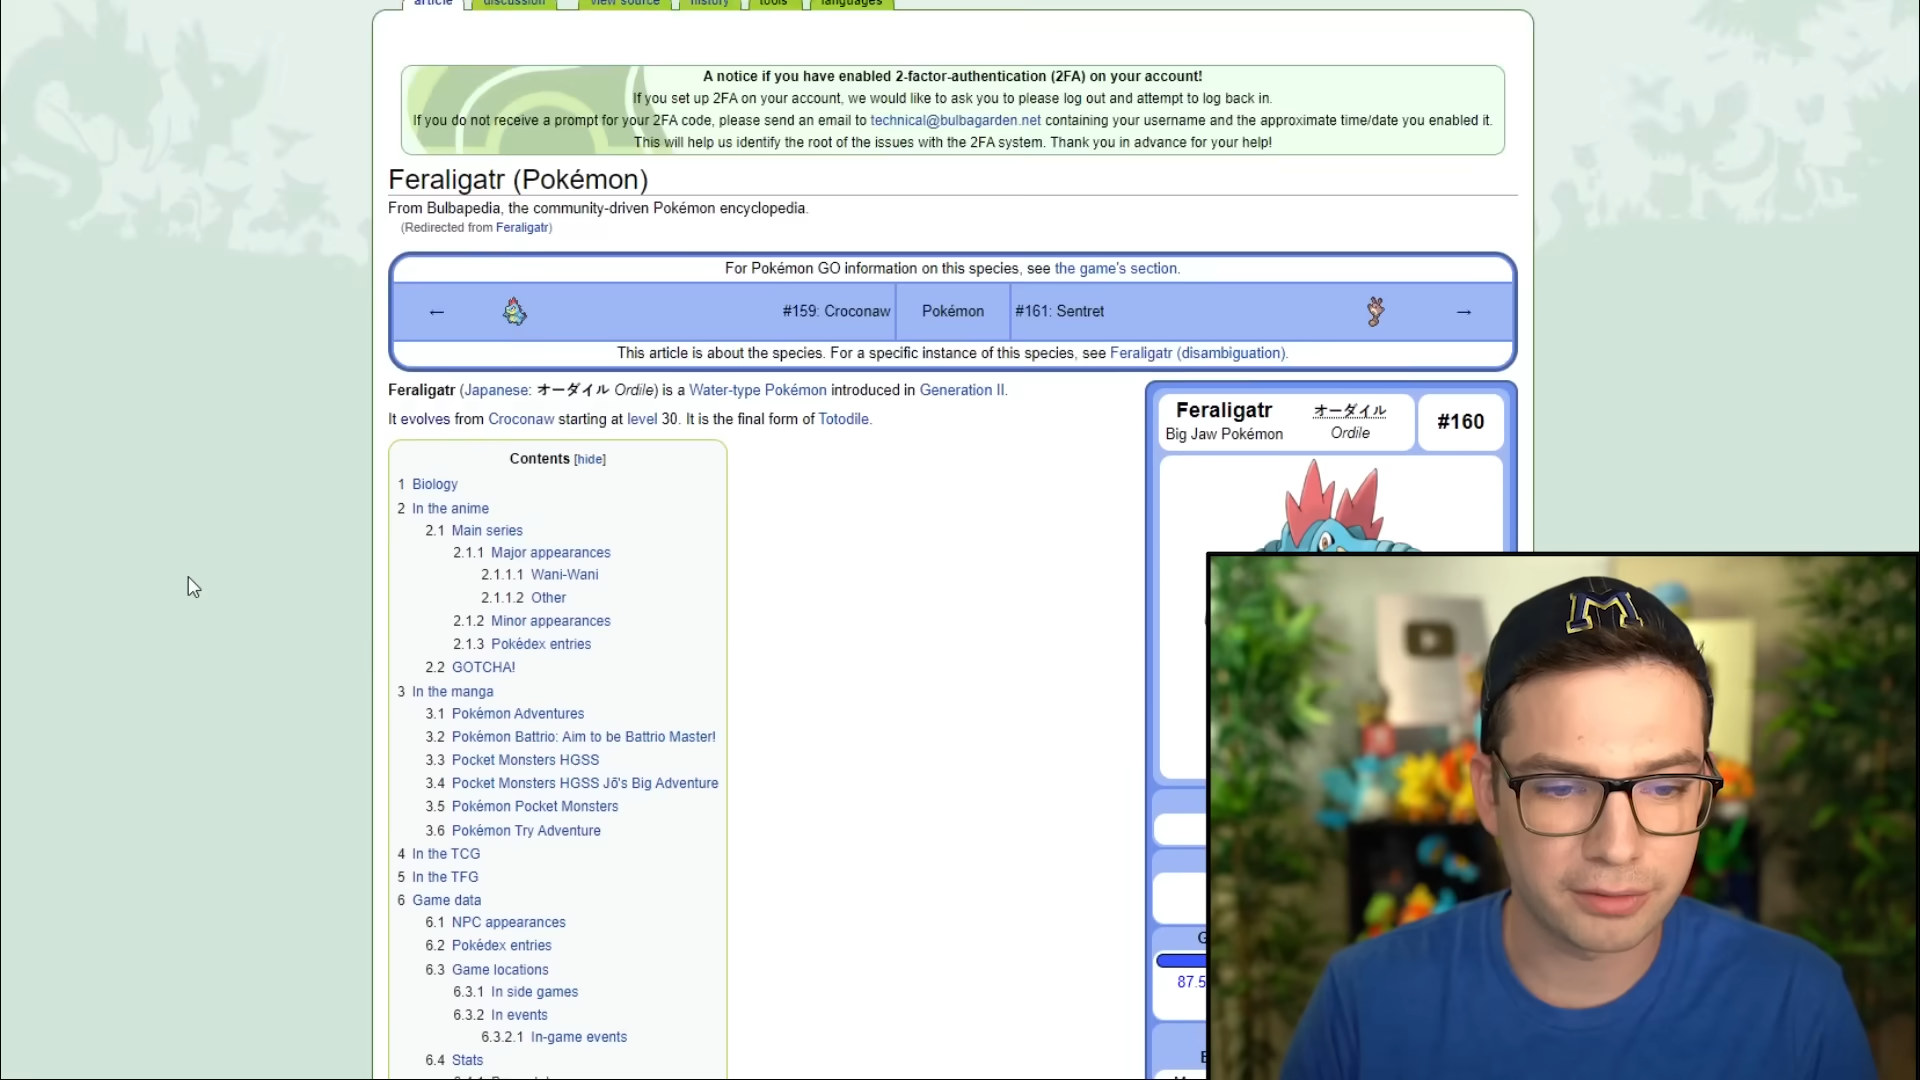 article discussion view source history tools languages
A notice if you have enabled 2-factor-authentication (2FA) on your account!
If you set up 2FA on your account, we would like to ask you to please log out and attempt to log back in.
If you do not receive a prompt for your 2FA code, please send an email to technical@bulbagarden.net containing your username and the approximate time/date you enabled it.
This will help us identify the root of the issues with the 2FA system. Thank you in advance for your help!
Feraligatr (Pokémon)
From Bulbapedia, the community-driven Pokémon encyclopedia.
(Redirected from Feraligatr)
For Pokémon GO information on this species, see the game's section.
← #159: Croconaw Pokémon #161: Sentret →
This article is about the species. For a specific instance of this species, see Feraligatr (disambiguation).
Feraligatr (Japanese: オーダイル Ordile) is a Water-type Pokémon introduced in Generation II.
It evolves from Croconaw starting at level 30. It is the final form of Totodile.
Contents [hide]
1 Biology
2 In the anime
2.1 Main series
2.1.1 Major appearances
2.1.1.1 Wani-Wani
2.1.1.2 Other
2.1.2 Minor appearances
2.1.3 Pokédex entries
2.2 GOTCHA!
3 In the manga
3.1 Pokémon Adventures
3.2 Pokémon Battrio: Aim to be Battrio Master!
3.3 Pocket Monsters HGSS
3.4 Pocket Monsters HGSS Jō's Big Adventure
3.5 Pokémon Pocket Monsters
3.6 Pokémon Try Adventure
4 In the TCG
5 In the TFG
6 Game data
6.1 NPC appearances
6.2 Pokédex entries
6.3 Game locations
6.3.1 In side games
6.3.2 In events
6.3.2.1 In-game events
6.4 Stats
Feraligatr オーダイル #160
Big Jaw Pokémon Ordile
87.5
M